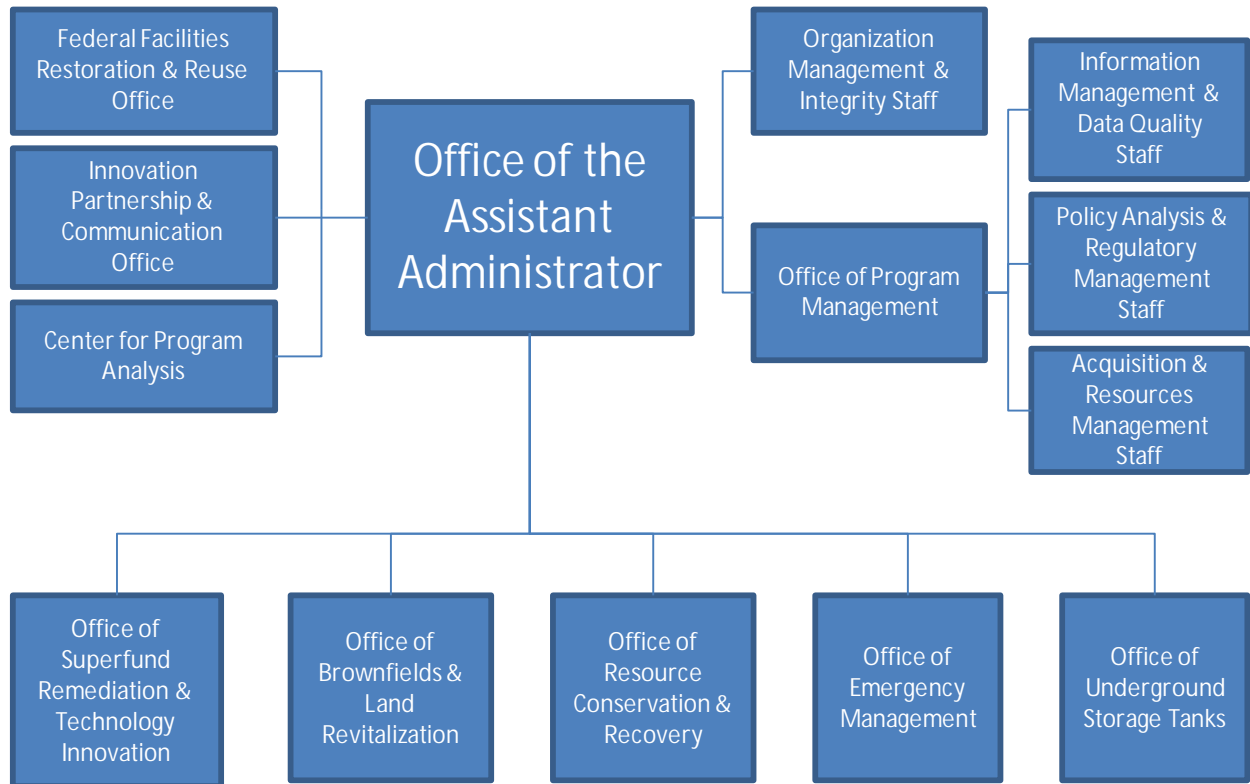 Federal Facilities
Restoration & Reuse
Office
Innovation
Partnership &
Communication
Office
Center for Program
Analysis
Office of the
Assistant
Administrator
Organization
Management &
Integrity Staff
Office of Program
Management
Information
Management &
Data Quality
Staff
Policy Analysis &
Regulatory
Management
Staff
Acquisition &
Resources
Management
Staff
Office of
Superfund
Remediation &
Technology
Innovation
Office of
Brownfields &
Land
Revitalization
Office of
Resource
Conservation &
Recovery
Office of
Emergency
Management
Office of
Underground
Storage Tanks